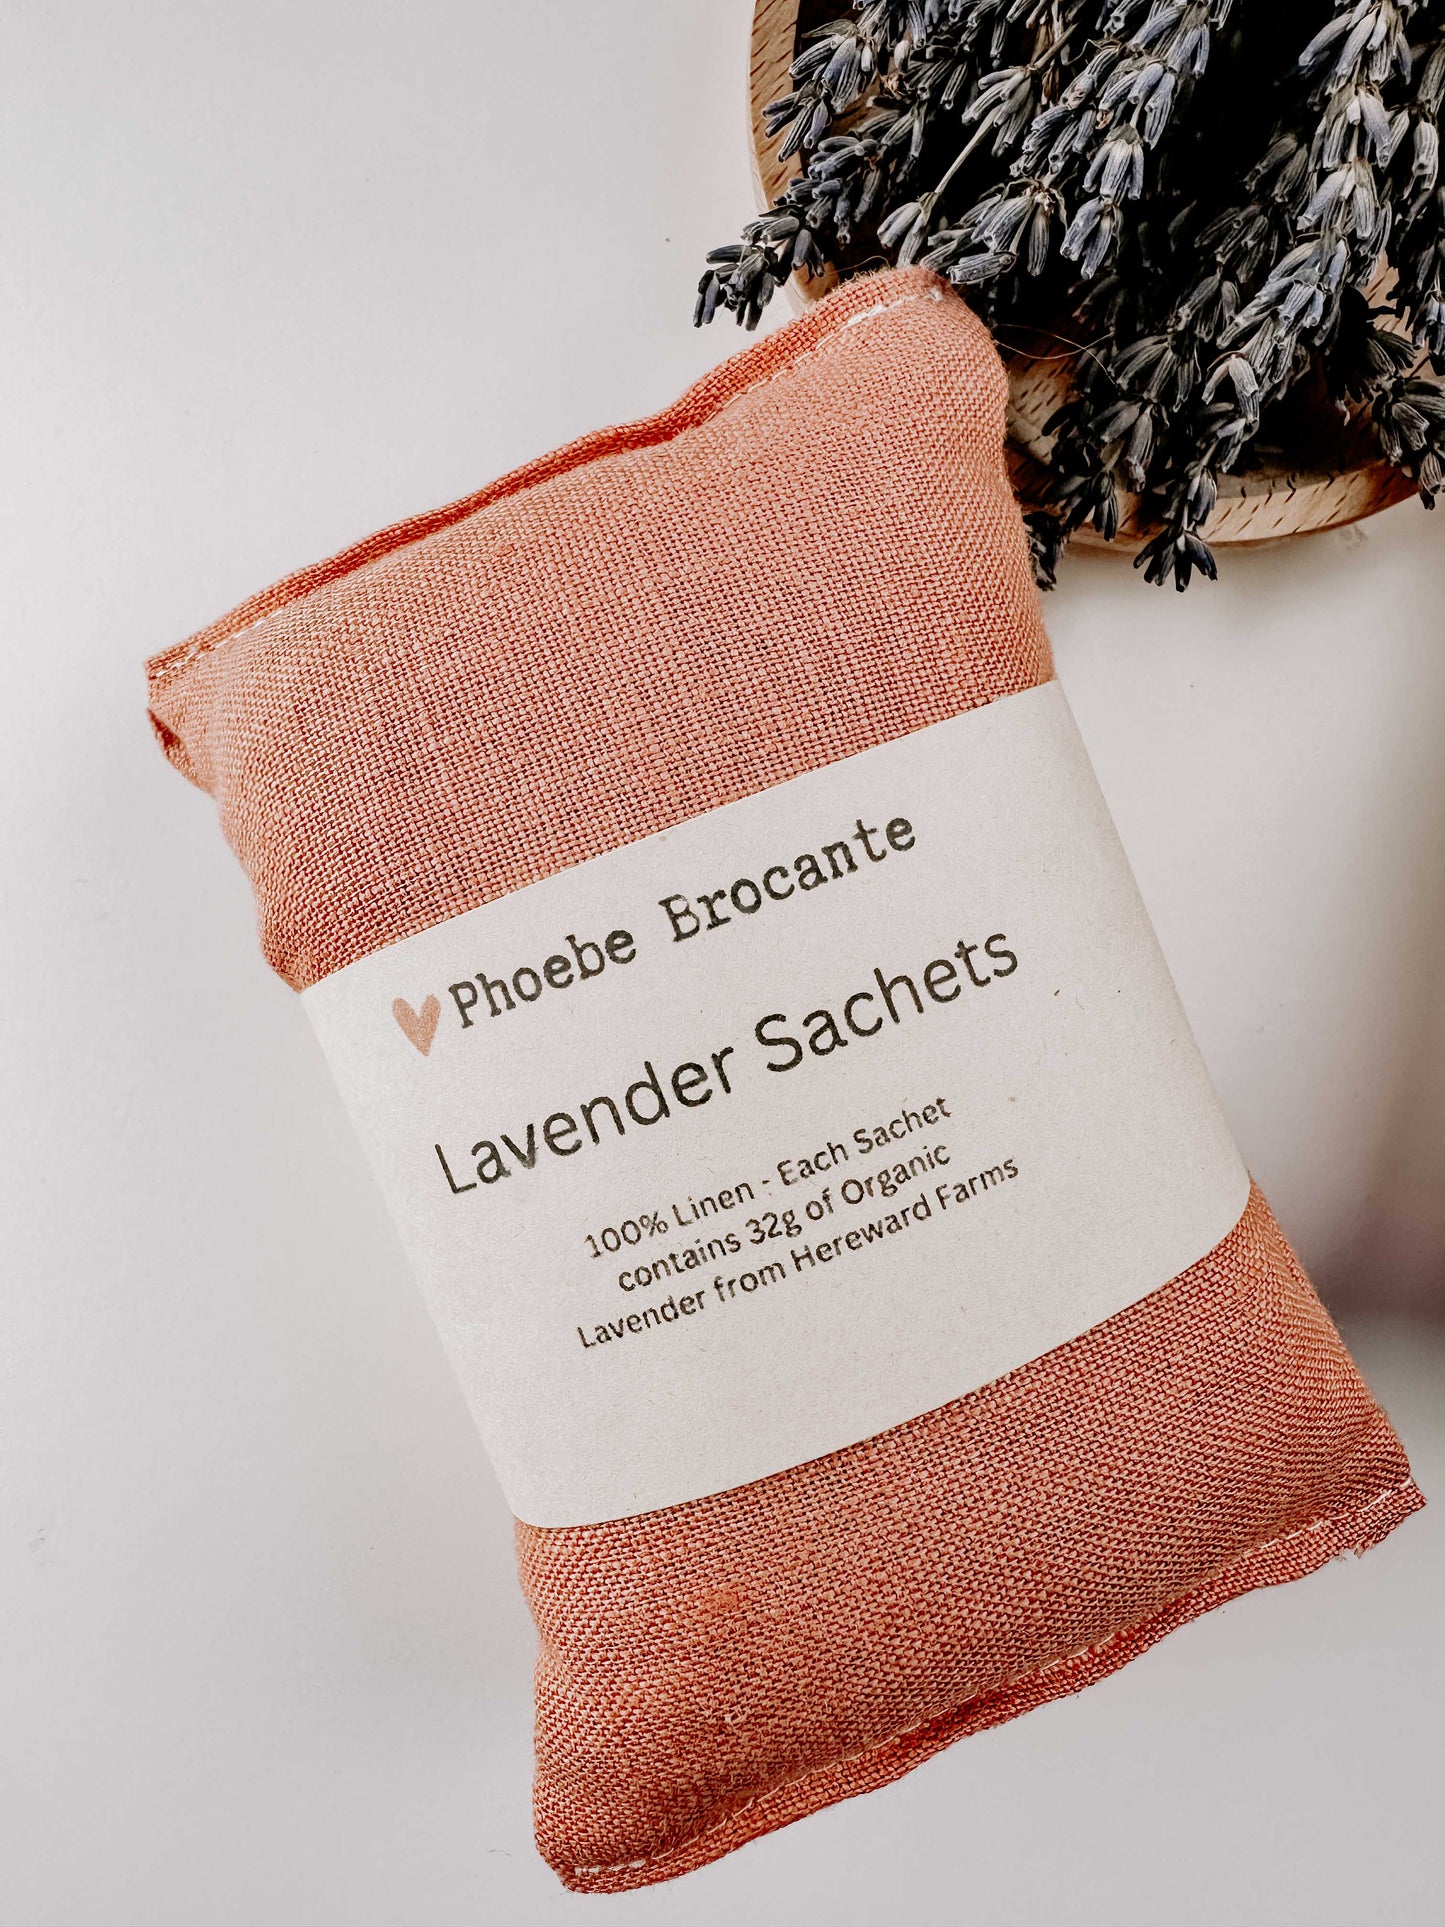 Phoebe Brocante
Lavender Sachets
100% Linen - Each Sachet
contains 32g of Organic
Lavender from Hereward Farms